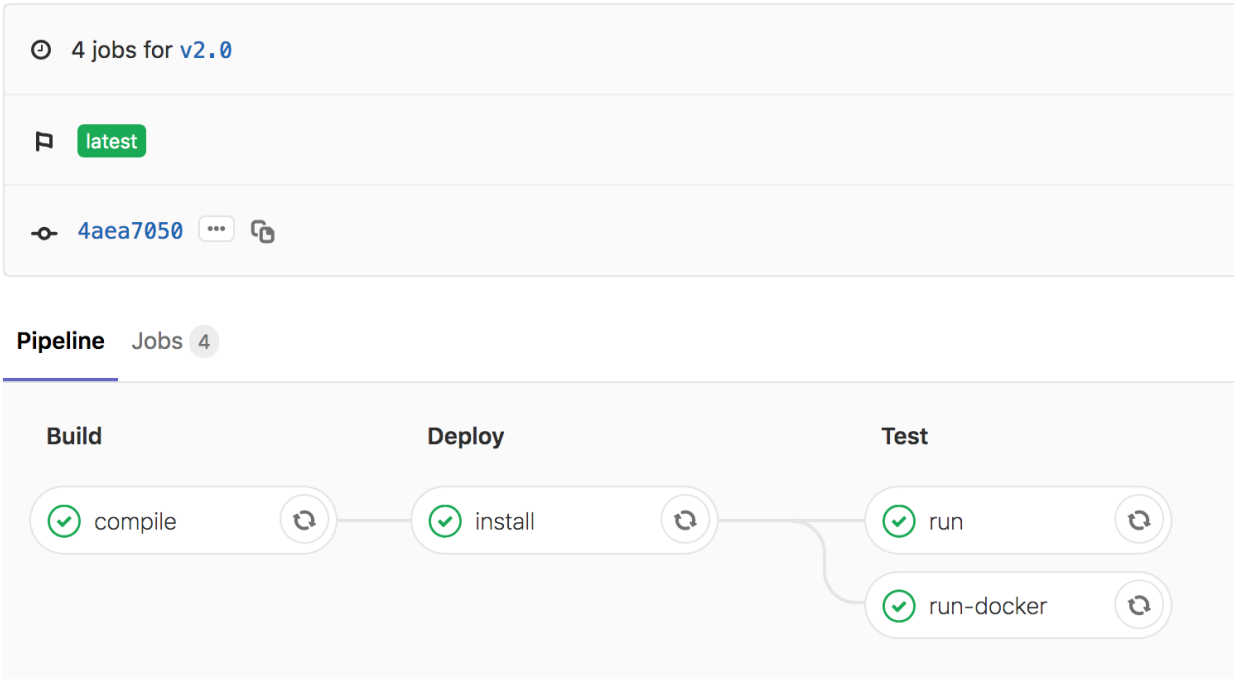 4 jobs for v2.0
latest
4aea7050 ...
Pipeline Jobs 4
Build Deploy Test
compile install run
run-docker